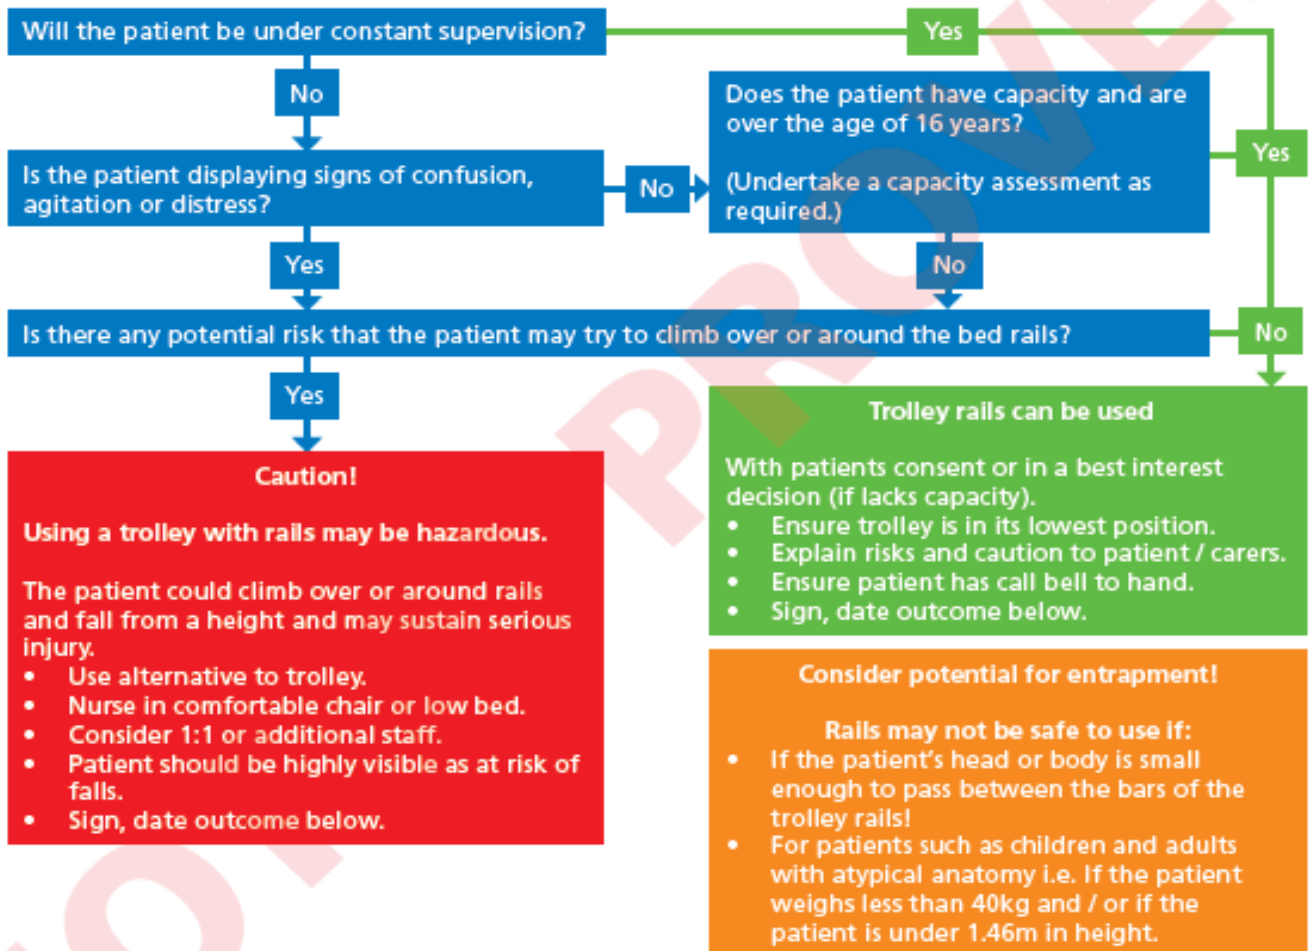 Will the patient be under constant supervision?
Yes
No
Does the patient have capacity and are
over the age of 16 years?
(Undertake a capacity assessment as
required.)
Yes
Is the patient displaying signs of confusion,
agitation or distress?
No
Yes
No
Is there any potential risk that the patient may try to climb over or around the bed rails?
No
Yes
Caution!
Using a trolley with rails may be hazardous.
The patient could climb over or around rails
and fall from a height and may sustain serious
injury.
• Use alternative to trolley.
• Nurse in comfortable chair or low bed.
• Consider 1:1 or additional staff.
• Patient should be highly visible as at risk of
falls.
• Sign, date outcome below.
Trolley rails can be used
With patients consent or in a best interest
decision (if lacks capacity).
• Ensure trolley is in its lowest position.
• Explain risks and caution to patient / carers.
• Ensure patient has call bell to hand.
• Sign, date outcome below.
Consider potential for entrapment!
Rails may not be safe to use if:
• If the patient's head or body is small
enough to pass between the bars of the
trolley rails!
• For patients such as children and adults
with atypical anatomy i.e. If the patient
weighs less than 40kg and / or if the
patient is under 1.46m in height.